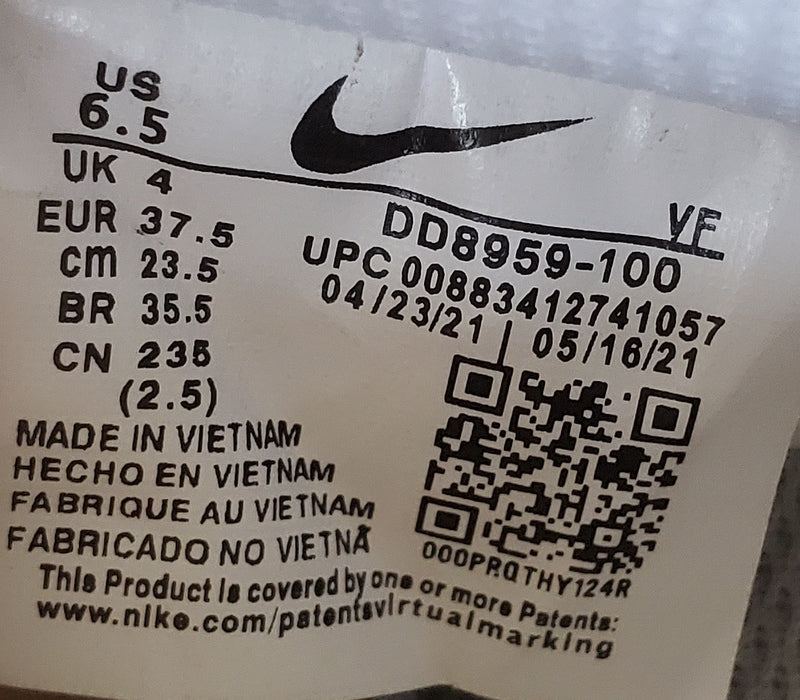 US
6.5
UK 4
EUR 37.5
cm 23.5
BR 35.5
CN 235
(2.5)
VF
DD8959-100
UPC 00883412741057
04/23/21 | 05/16/21
000PRQTHY124R
MADE IN VIETNAM
HECHO EN VIETNAM
FABRIQUE AU VIETNAM
FABRICADO NO VIETNÃ
This Product is covered by one or more Patents:
www.nike.com/patentsvirtualmarking